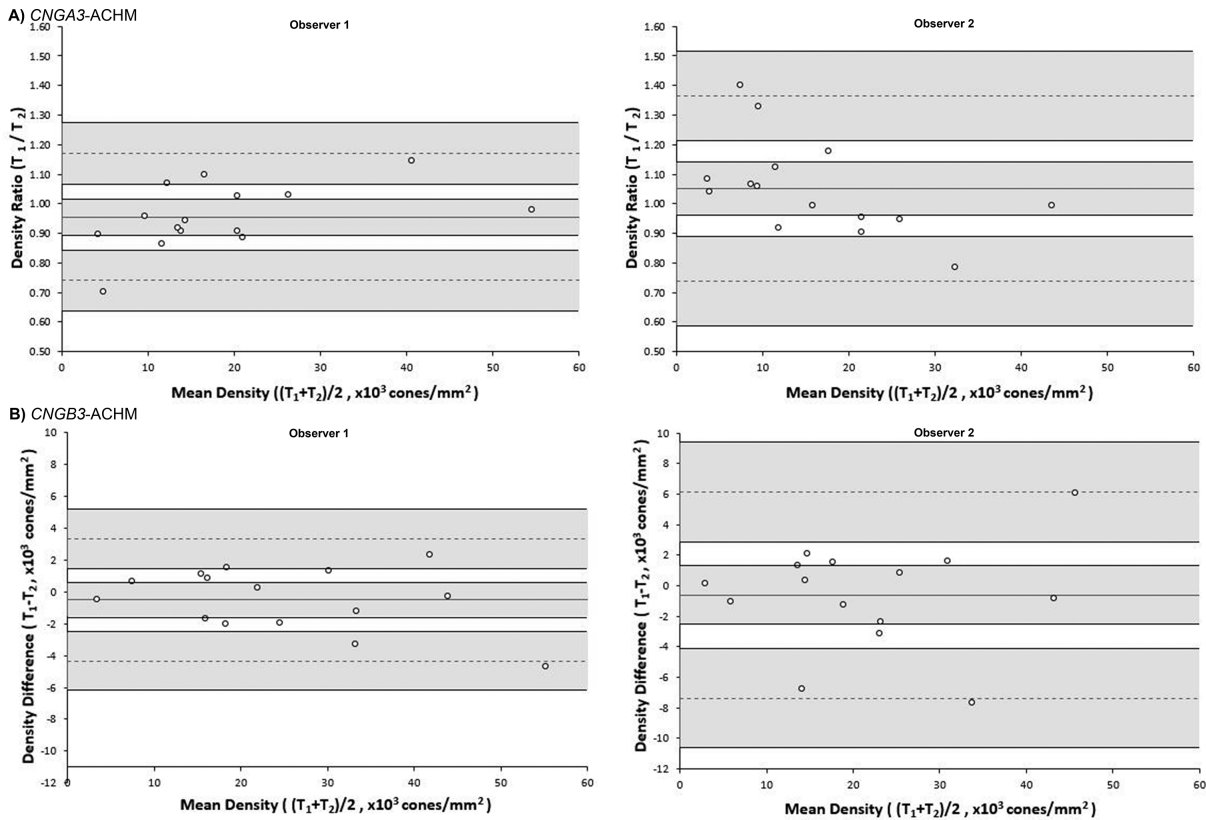 A) CNGA3-ACHM
Observer 1
Density Ratio (T1 / T2)
1.60
1.50
1.40
1.30
1.20
1.10
1.00
0.90
0.80
0.70
0.60
0.50
0 10 20 30 40 50 60
Mean Density ((T1+T2)/2 , x10³ cones/mm²)
Observer 2
Density Ratio (T1 / T2)
1.60
1.50
1.40
1.30
1.20
1.10
1.00
0.90
0.80
0.70
0.60
0.50
0 10 20 30 40 50 60
Mean Density ((T1+T2)/2 , x10³ cones/mm²)
B) CNGB3-ACHM
Observer 1
Density Difference ( T1-T2, x10³ cones/mm²)
10
8
6
4
2
0
-2
-4
-6
-8
-10
-12
0 10 20 30 40 50 60
Mean Density ( (T1+T2)/2 , x10³ cones/mm²)
Observer 2
Density Difference ( T1-T2, x10³ cones/mm²)
10
8
6
4
2
0
-2
-4
-6
-8
-10
-12
0 10 20 30 40 50 60
Mean Density ( (T1+T2)/2 , x10³ cones/mm²)